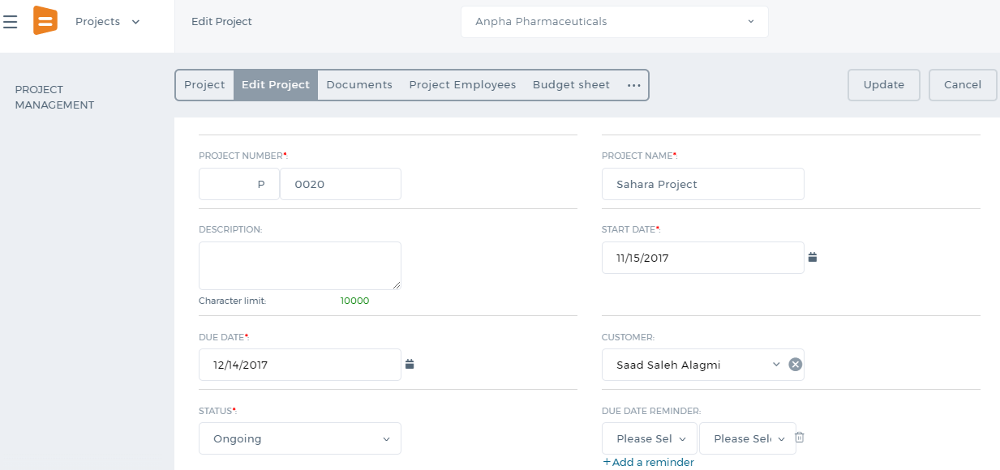 Projects
Edit Project
Anpha Pharmaceuticals
PROJECT
MANAGEMENT
Project Edit Project Documents Project Employees Budget sheet ...
Update Cancel
PROJECT NUMBER*:
P 0020
PROJECT NAME*:
Sahara Project
DESCRIPTION:
Character limit: 10000
START DATE*:
11/15/2017
DUE DATE*:
12/14/2017
CUSTOMER:
Saad Saleh Alagmi
STATUS*:
Ongoing
DUE DATE REMINDER:
Please Sel Please Sel
+Add a reminder